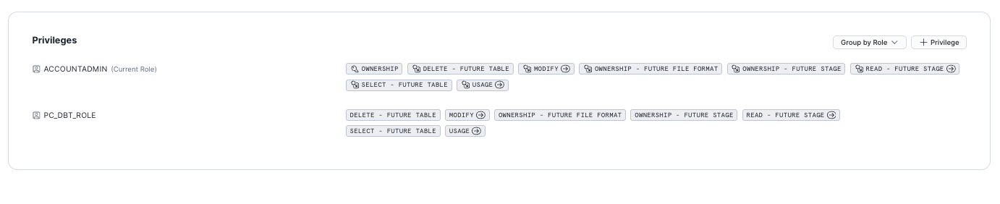 Privileges
Group by Role
Privilege
ACCOUNTADMIN (Current Role)
OWNERSHIP DELETE - FUTURE TABLE MODIFY OWNERSHIP - FUTURE FILE FORMAT OWNERSHIP - FUTURE STAGE READ - FUTURE STAGE
SELECT - FUTURE TABLE USAGE
PC_DBT_ROLE
DELETE - FUTURE TABLE MODIFY OWNERSHIP - FUTURE FILE FORMAT OWNERSHIP - FUTURE STAGE READ - FUTURE STAGE
SELECT - FUTURE TABLE USAGE